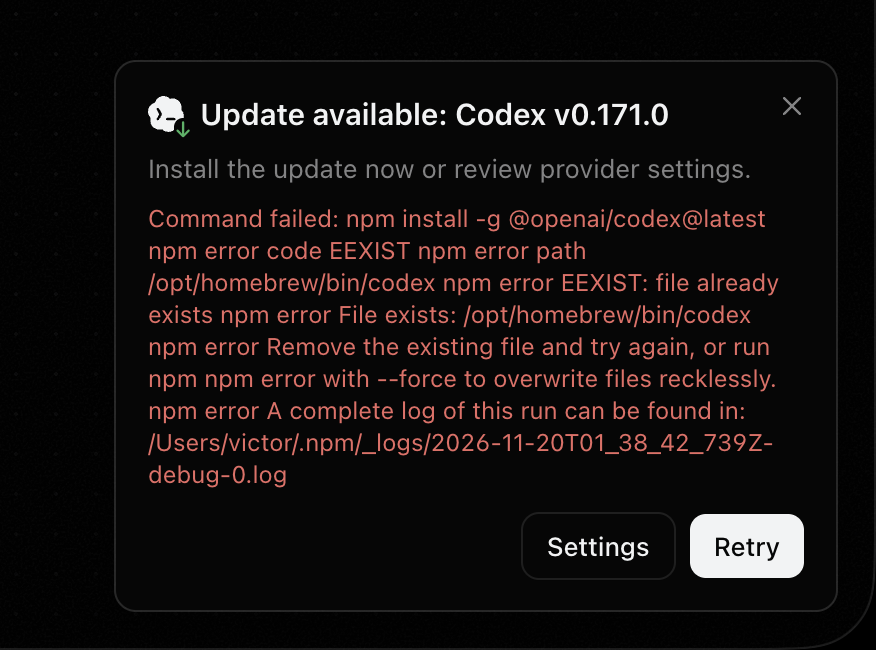 Update available: Codex v0.171.0
Install the update now or review provider settings.
Command failed: npm install -g @openai/codex@latest
npm error code EEXIST npm error path
/opt/homebrew/bin/codex npm error EEXIST: file already
exists npm error File exists: /opt/homebrew/bin/codex
npm error Remove the existing file and try again, or run
npm npm error with --force to overwrite files recklessly.
npm error A complete log of this run can be found in:
/Users/victor/.npm/_logs/2026-11-20T01_38_42_739Z-
debug-0.log
Settings Retry